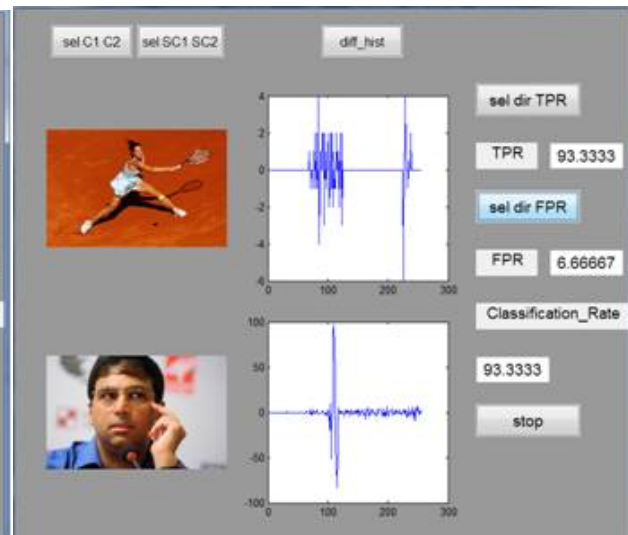 sel C1 C2
sel SC1 SC2
diff_hist
4
2
0
-2
-4
-6
0
100
200
300
sel dir TPR
TPR
93.3333
sel dir FPR
FPR
6.66667
Classification_Rate
93.3333
stop
100
50
0
-50
-100
0
100
200
300